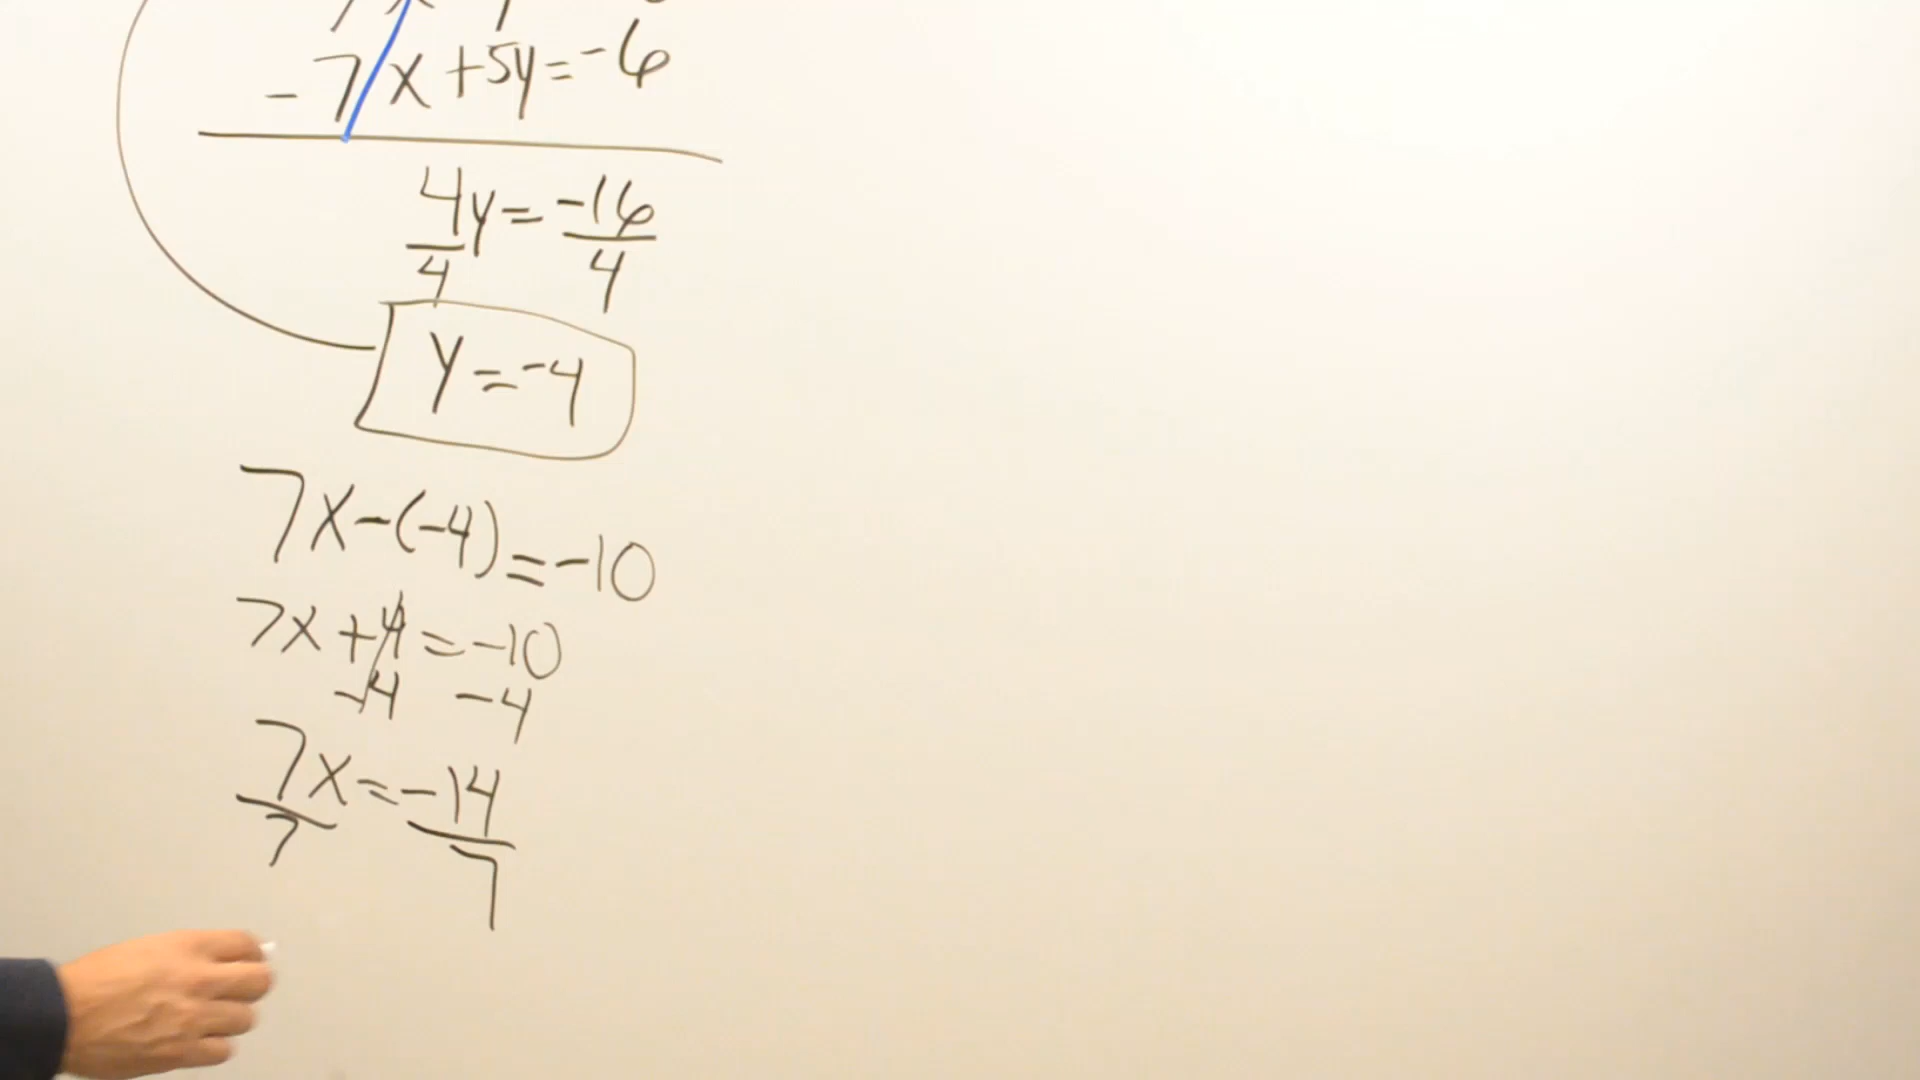 -7x+5y=-6
4y=-16
4 4
y=-4
7x-(-4)=-10
7x+4=-10
-4 -4
7x=-14
7 7